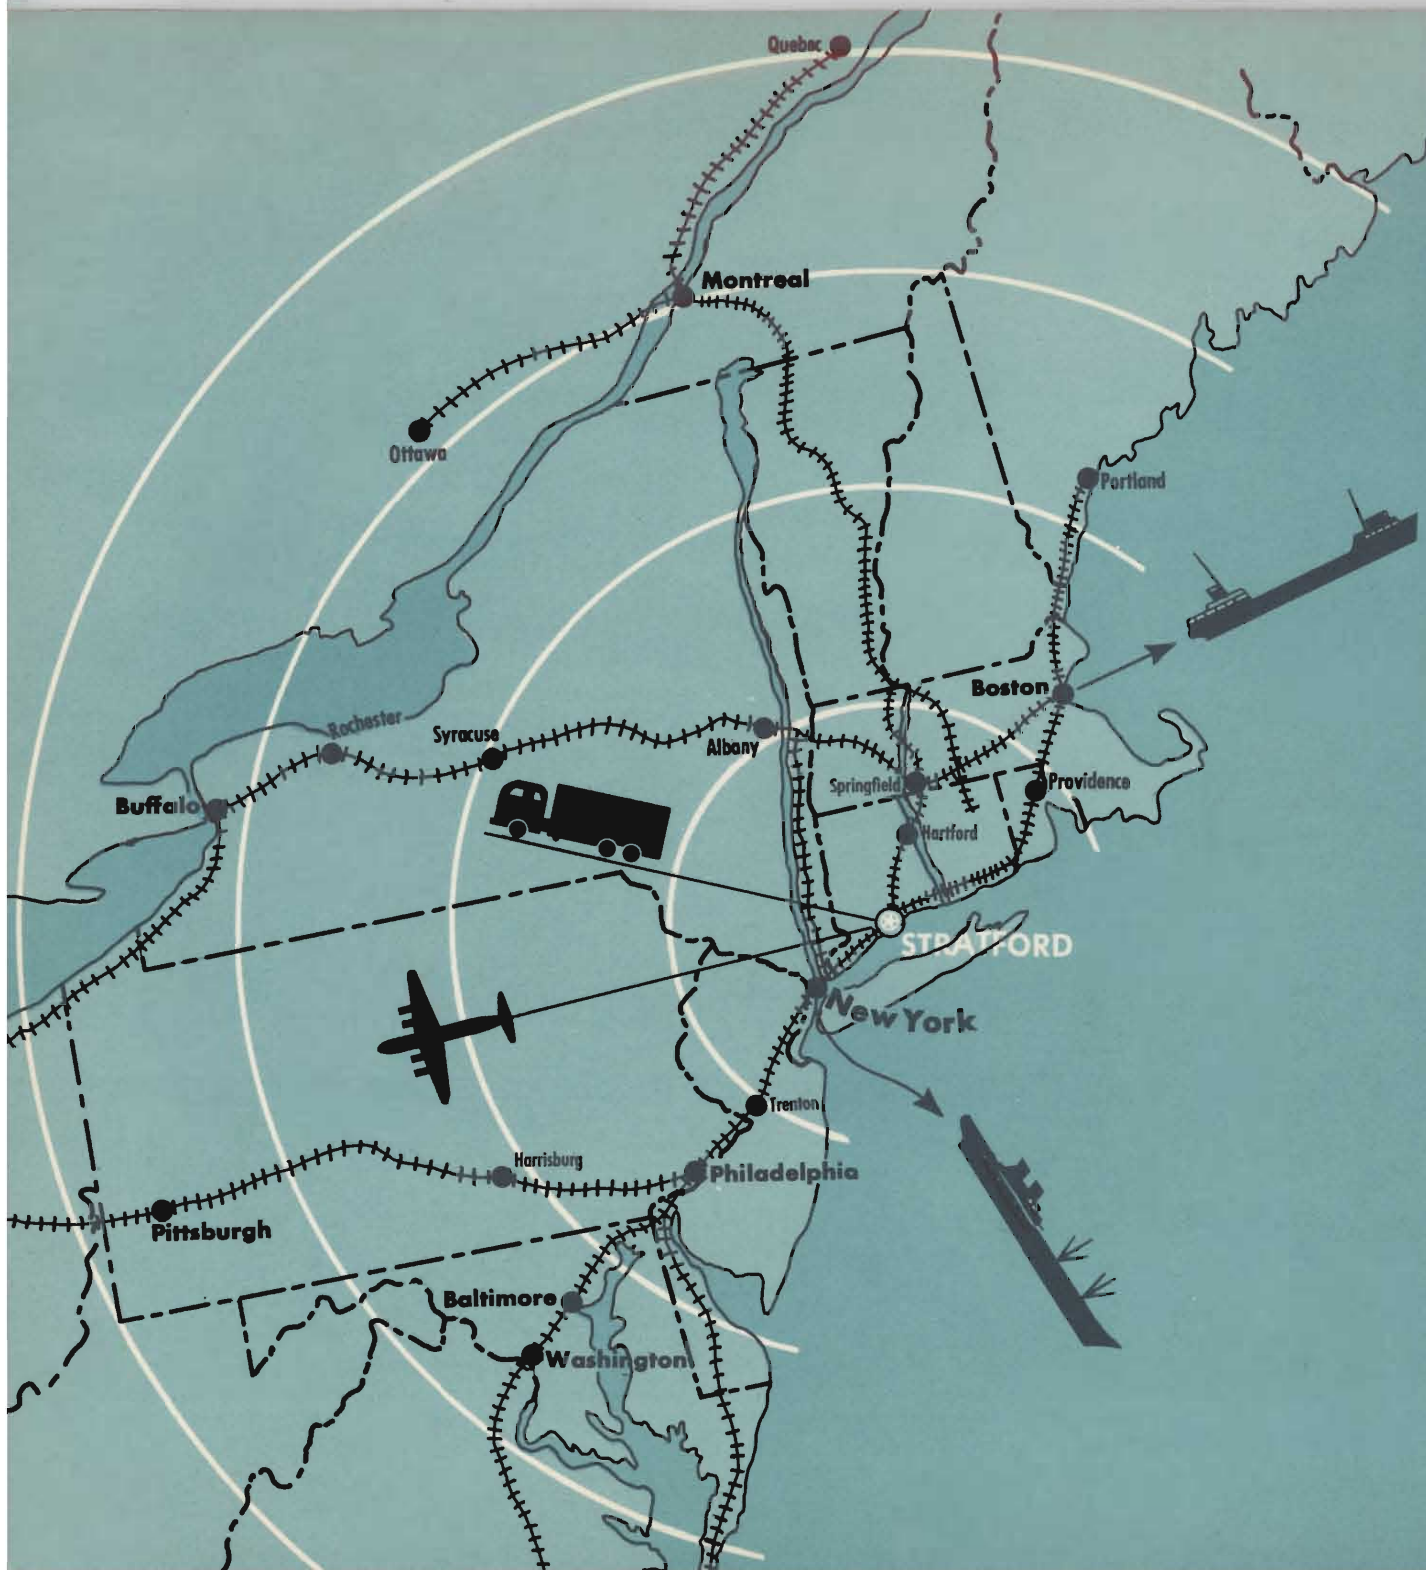 Quebec
Montreal
Ottawa
Portland
Boston
Rochester
Syracuse
Albany
Springfield
Providence
Buffalo
Hartford
STRATFORD
New York
Trenton
Harrisburg
Philadelphia
Pittsburgh
Baltimore
Washington